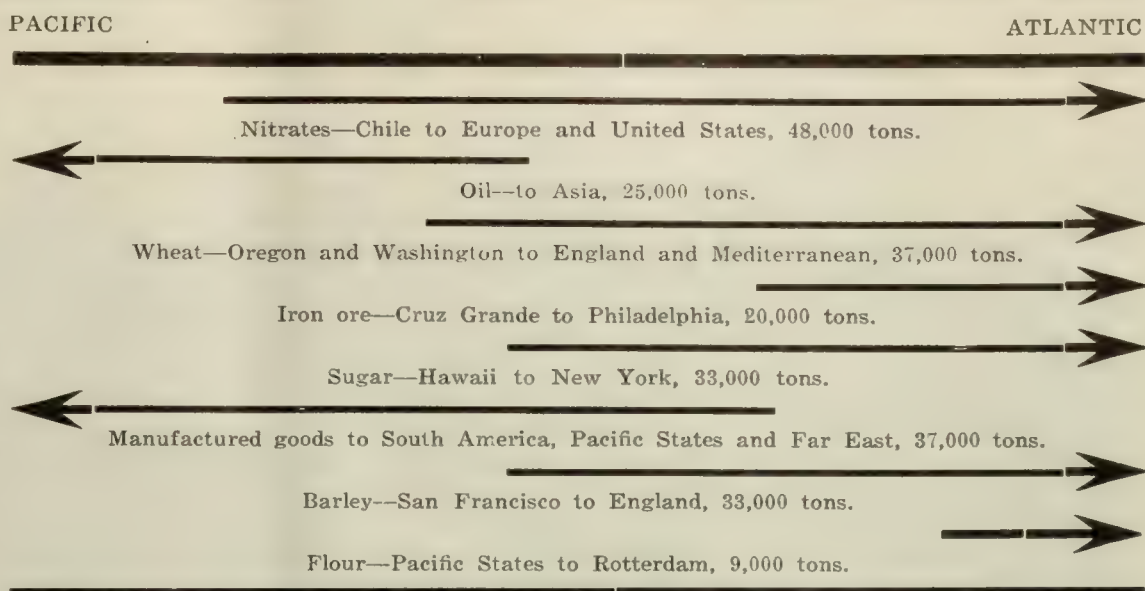 PACIFIC ATLANTIC
Nitrates—Chile to Europe and United States, 48,000 tons.
Oil--to Asia, 25,000 tons.
Wheat—Oregon and Washington to England and Mediterranean, 37,000 tons.
Iron ore—Cruz Grande to Philadelphia, 20,000 tons.
Sugar—Hawaii to New York, 33,000 tons.
Manufactured goods to South America, Pacific States and Far East, 37,000 tons.
Barley--San Francisco to England, 33,000 tons.
Flour—Pacific States to Rotterdam, 9,000 tons.